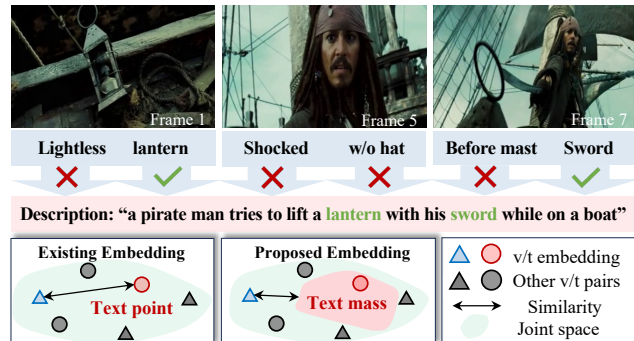 Frame 1
Frame 5
Frame 7
Lightless lantern
Shocked w/o hat
Before mast Sword
Description: “a pirate man tries to lift a lantern with his sword while on a boat”
Existing Embedding
Text point
Proposed Embedding
Text mass
v/t embedding
Other v/t pairs
Similarity
Joint space